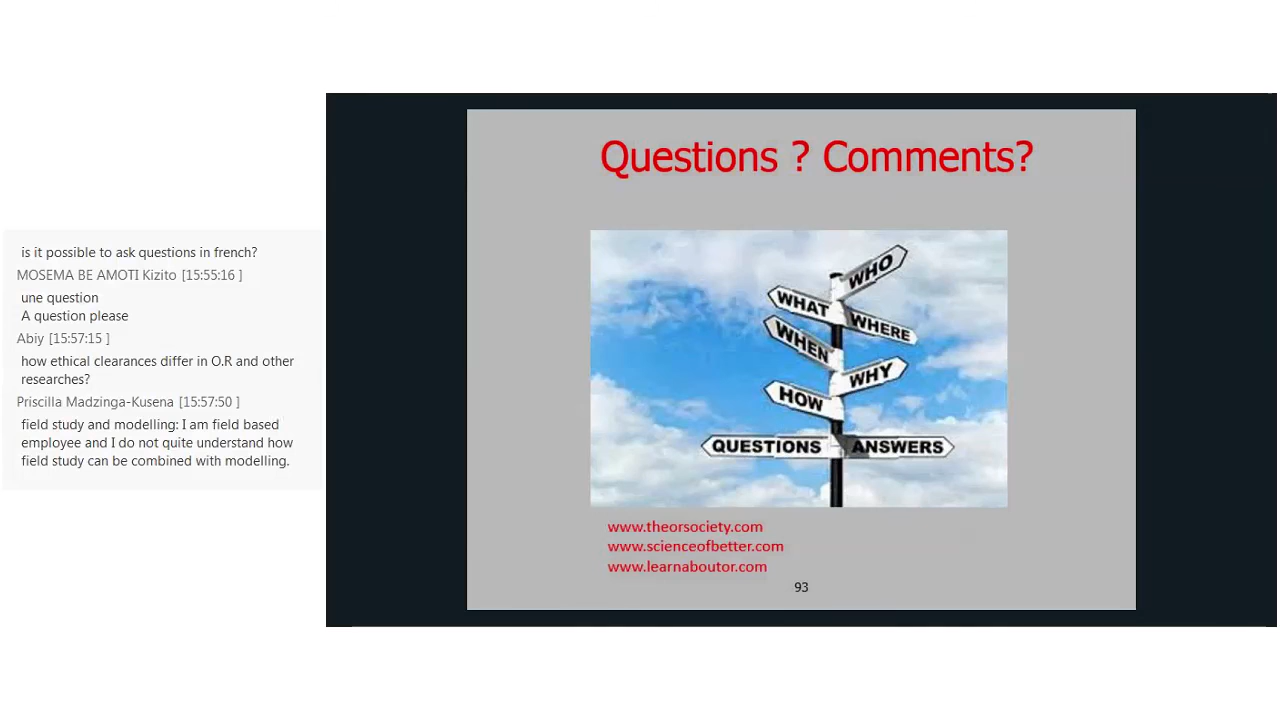 is it possible to ask questions in french?
MOSEMA BE AMOTI Kizito [15:55:16 ]
une question
A question please
Abiy [15:57:15 ]
how ethical clearances differ in O.R and other
researches?
Priscilla Madzinga-Kusena [15:57:50 ]
field study and modelling: I am field based
employee and I do not quite understand how
field study can be combined with modelling.
Questions ? Comments?
WHO
WHAT
WHERE
WHEN
WHY
HOW
QUESTIONS ANSWERS
www.theorsociety.com
www.scienceofbetter.com
www.learnaboutor.com
93